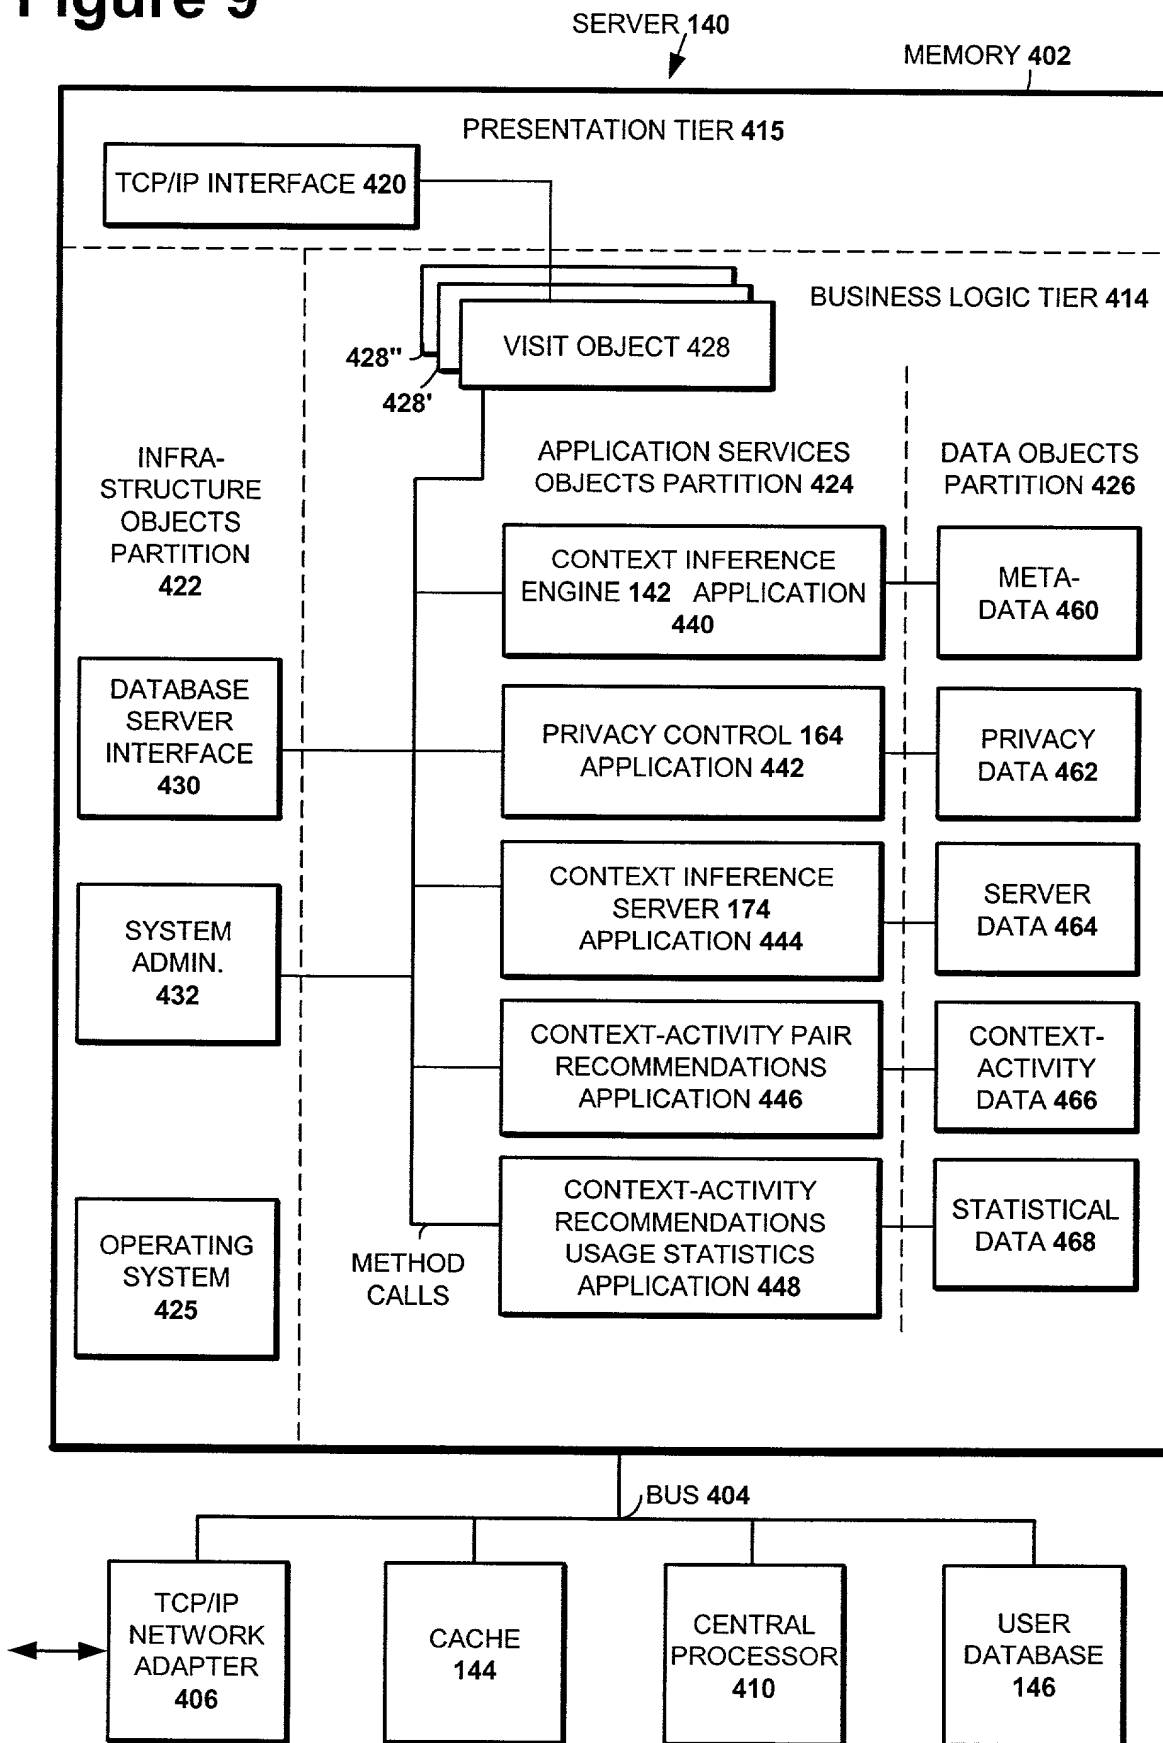 Figure 9
SERVER 140
MEMORY 402
PRESENTATION TIER 415
TCP/IP INTERFACE 420
BUSINESS LOGIC TIER 414
VISIT OBJECT 428
428"
428'
INFRA-
STRUCTURE
OBJECTS
PARTITION
422
APPLICATION SERVICES
OBJECTS PARTITION 424
DATA OBJECTS
PARTITION 426
CONTEXT INFERENCE
ENGINE 142 APPLICATION
440
META-
DATA 460
DATABASE
SERVER
INTERFACE
430
PRIVACY CONTROL 164
APPLICATION 442
PRIVACY
DATA 462
CONTEXT INFERENCE
SERVER 174
APPLICATION 444
SERVER
DATA 464
SYSTEM
ADMIN.
432
CONTEXT-ACTIVITY PAIR
RECOMMENDATIONS
APPLICATION 446
CONTEXT-
ACTIVITY
DATA 466
CONTEXT-ACTIVITY
RECOMMENDATIONS
USAGE STATISTICS
APPLICATION 448
STATISTICAL
DATA 468
OPERATING
SYSTEM
425
METHOD
CALLS
BUS 404
TCP/IP
NETWORK
ADAPTER
406
CACHE
144
CENTRAL
PROCESSOR
410
USER
DATABASE
146